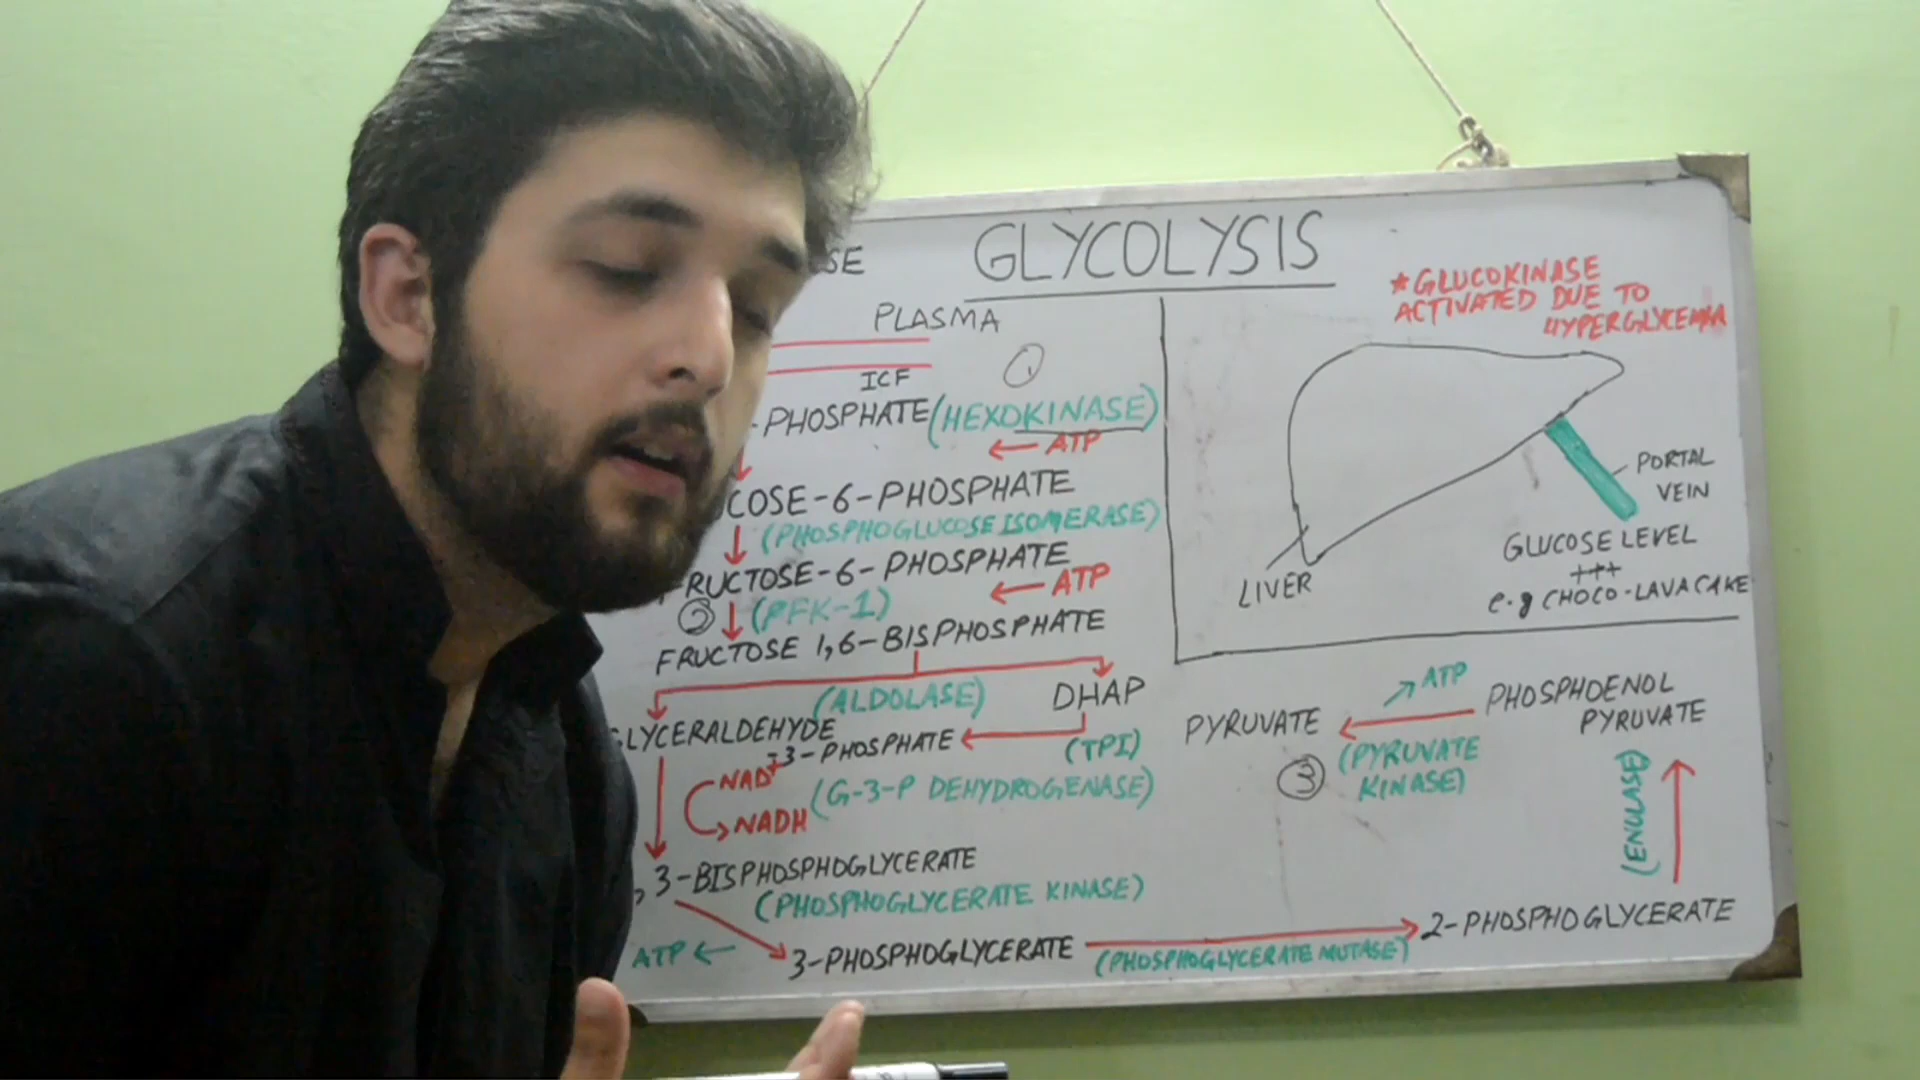 GLYCOLYSIS
SE
PLASMA
ICF
1
-PHOSPHATE (HEXOKINASE)
← ATP
COSE-6-PHOSPHATE
(PHOSPHOGLUCOSE ISOMERASE)
RUCTOSE-6-PHOSPHATE
← ATP
2 (PFK-1)
FRUCTOSE 1,6-BISPHOSPHATE
(ALDOLASE)
DHAP
GLYCERALDEHYDE
-3-PHOSPHATE
(TPI)
NAD+
(G-3-P DEHYDROGENASE)
NADH
,3-BISPHOSPHOGLYCERATE
(PHOSPHOGLYCERATE KINASE)
ATP ←
3-PHOSPHOGLYCERATE
(PHOSPHOGLYCERATE MUTASE)
2-PHOSPHOGLYCERATE
(ENULASE)
PHOSPHOENOL
PYRUVATE
ATP
PYRUVATE
(PYRUVATE
KINASE)
3
*GLUCOKINASE
ACTIVATED DUE TO
HYPERGLYCEMIA
PORTAL
VEIN
LIVER
GLUCOSE LEVEL
+++
e.g CHOCO-LAVA CAKE